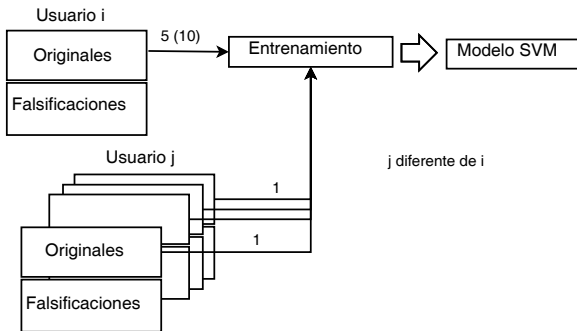 Usuario i
5 (10)
Originales
Entrenamiento
Modelo SVM
Falsificaciones
Usuario j
j diferente de i
1
1
Originales
Falsificaciones